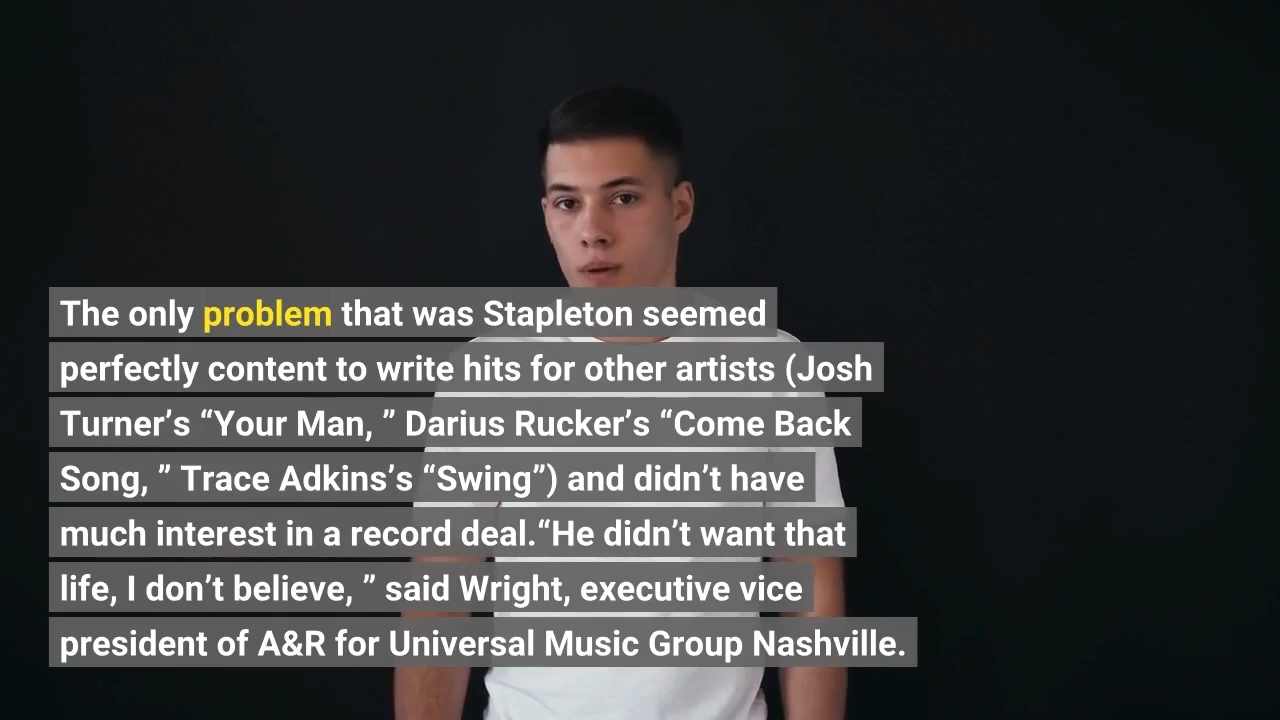 The only problem that was Stapleton seemed
perfectly content to write hits for other artists (Josh
Turner’s “Your Man, ” Darius Rucker’s “Come Back
Song, ” Trace Adkins’s “Swing”) and didn’t have
much interest in a record deal.“He didn’t want that
life, I don’t believe, ” said Wright, executive vice
president of A&R for Universal Music Group Nashville.